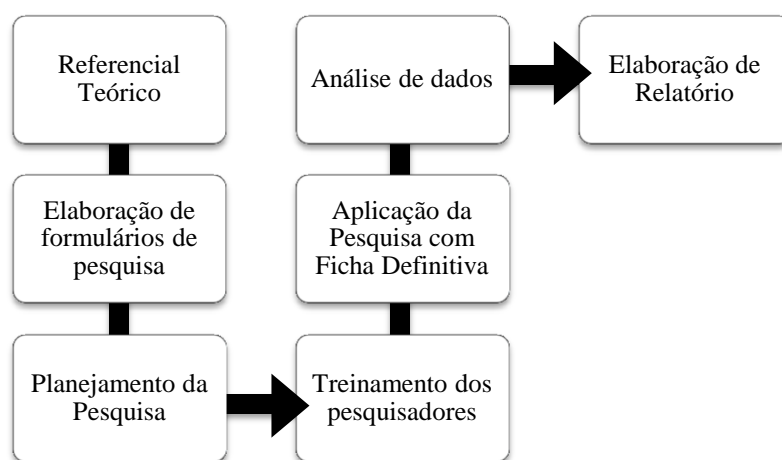 Referencial
Teórico
Elaboração de
formulários de
pesquisa
Planejamento da
Pesquisa
Treinamento dos
pesquisadores
Aplicação da
Pesquisa com
Ficha Definitiva
Análise de dados
Elaboração de
Relatório